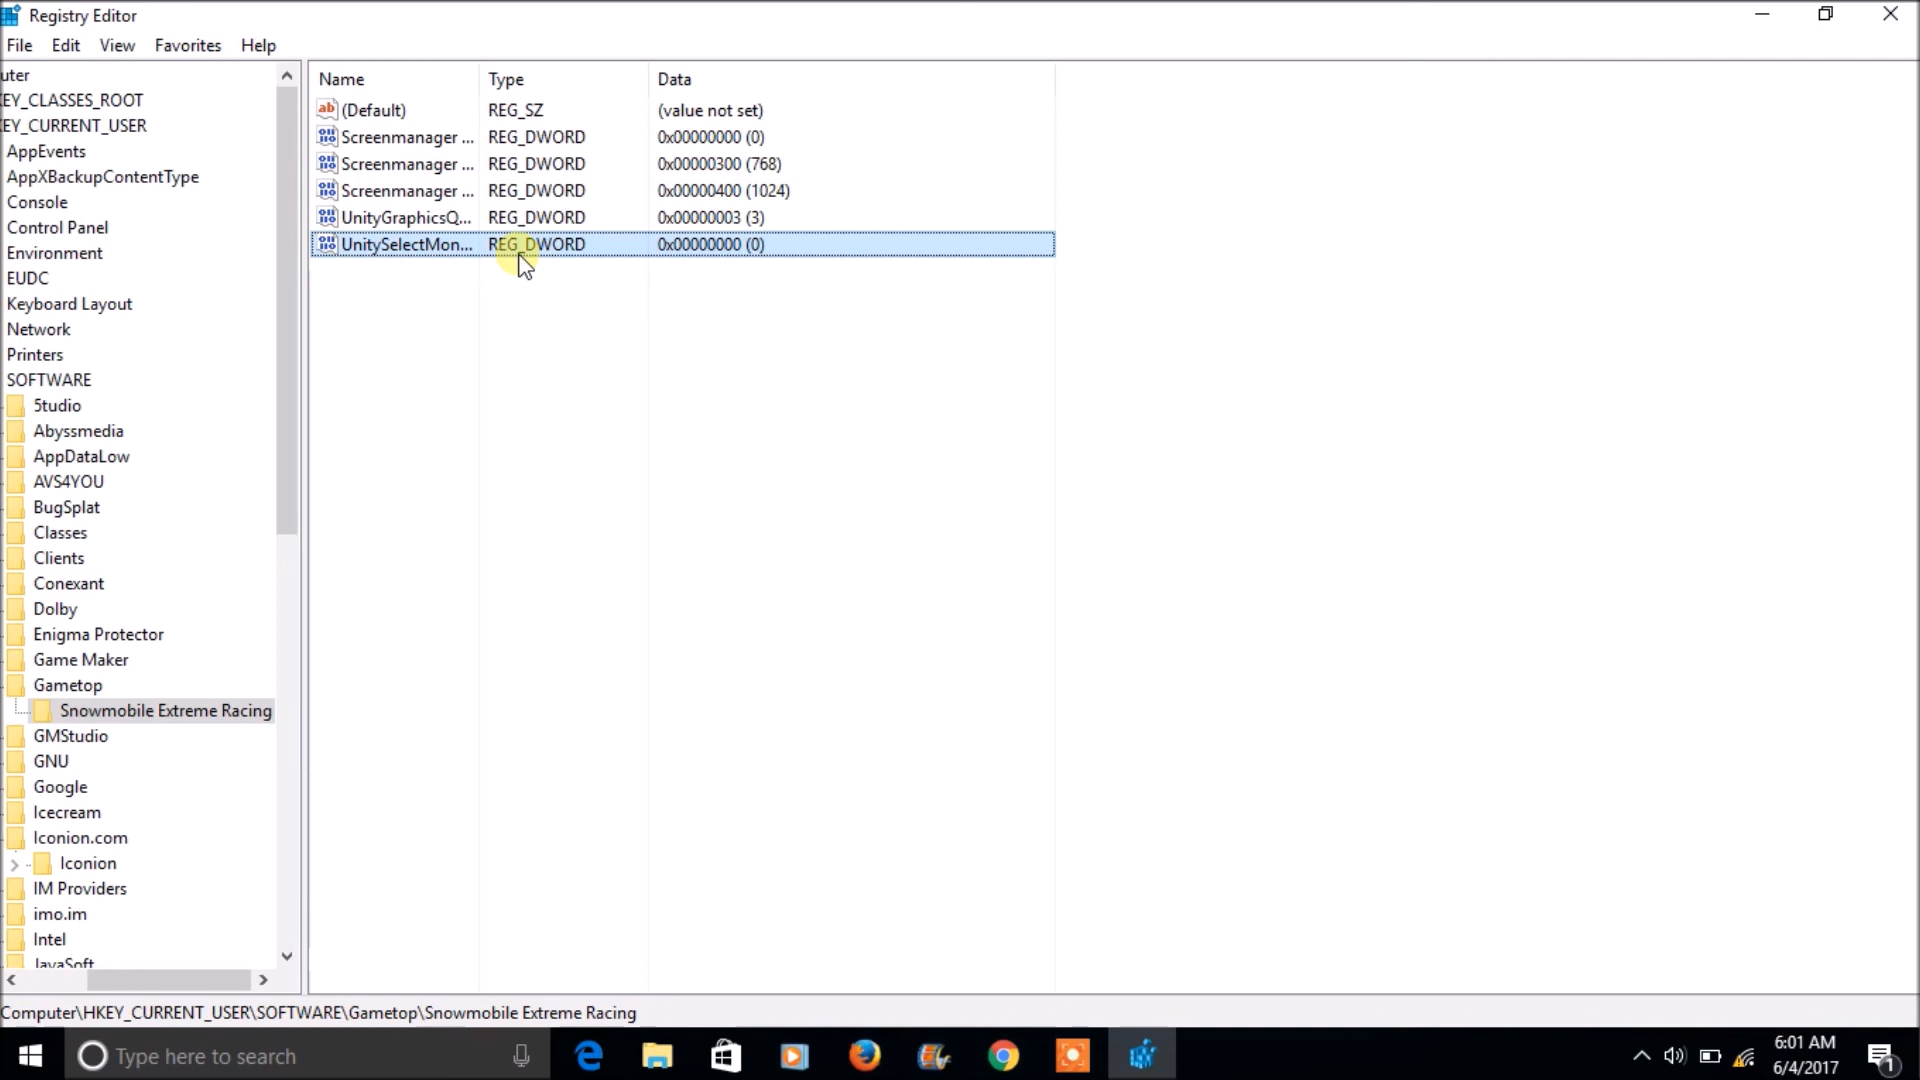 Registry Editor
File Edit View Favorites Help
uter
KEY_CLASSES_ROOT
KEY_CURRENT_USER
AppEvents
AppXBackupContentType
Console
Control Panel
Environment
EUDC
Keyboard Layout
Network
Printers
SOFTWARE
5tudio
Abyssmedia
AppDataLow
AVS4YOU
BugSplat
Classes
Clients
Conexant
Dolby
Enigma Protector
Game Maker
Gametop
Snowmobile Extreme Racing
GMStudio
GNU
Google
Icecream
Iconion.com
Iconion
IM Providers
imo.im
Intel
JavaSoft
Name Type Data
(Default) REG_SZ (value not set)
Screenmanager ... REG_DWORD 0x00000000 (0)
Screenmanager ... REG_DWORD 0x00000300 (768)
Screenmanager ... REG_DWORD 0x00000400 (1024)
UnityGraphicsQ... REG_DWORD 0x00000003 (3)
UnitySelectMon... REG_DWORD 0x00000000 (0)
Computer\HKEY_CURRENT_USER\SOFTWARE\Gametop\Snowmobile Extreme Racing
Type here to search
6:01 AM
6/4/2017
1